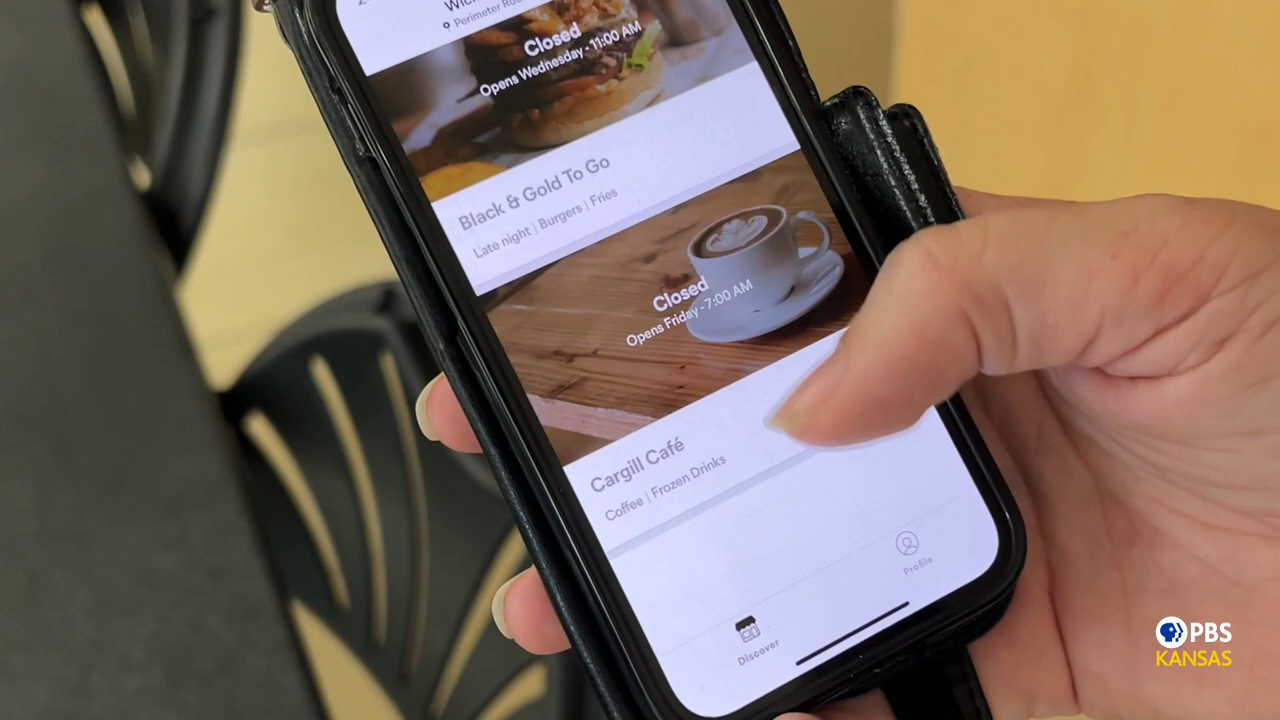 Closed
Opens Wednesday - 11:00 AM
Black & Gold To Go
Late night | Burgers | Fries
Closed
Opens Friday - 7:00 AM
Cargill Café
Coffee | Frozen Drinks
Discover
Profile
PBS
KANSAS